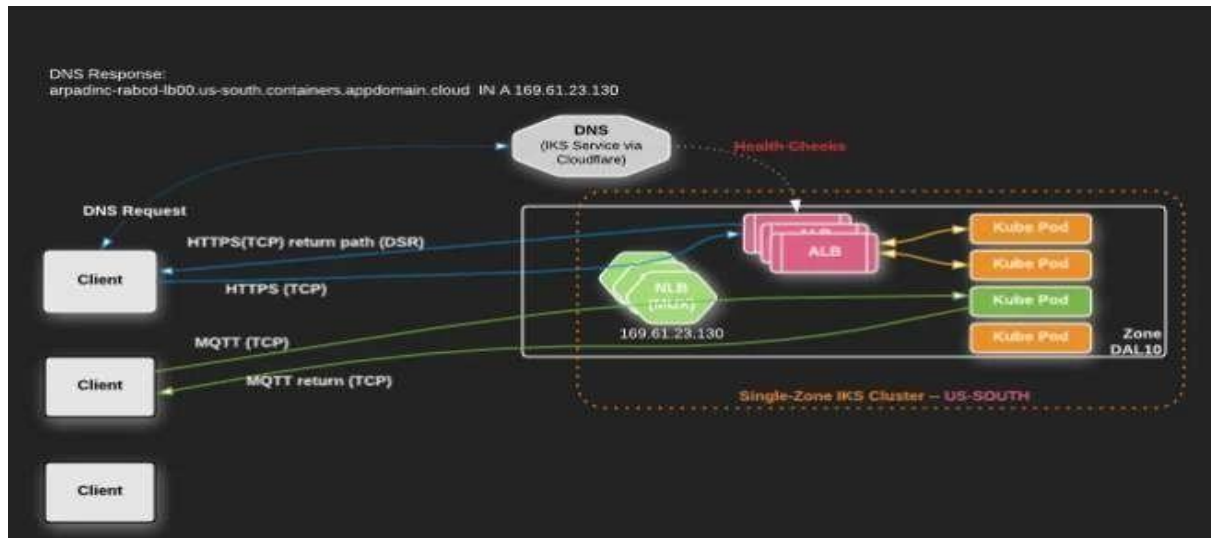 DNS Response:
arpadinc-rabcd-lb00.us-south.containers.appdomain.cloud IN A 169.61.23.130
DNS
(IKS Service via
Cloudflare)
Health Checks
DNS Request
HTTPS(TCP) return path (DSR)
HTTPS (TCP)
Client
ALB
ALB
Kube Pod
Kube Pod
NLB
(MUX)
169.61.23.130
Kube Pod
Kube Pod
Zone
DAL10
MQTT (TCP)
MQTT return (TCP)
Client
Single-Zone IKS Cluster -- US-SOUTH
Client